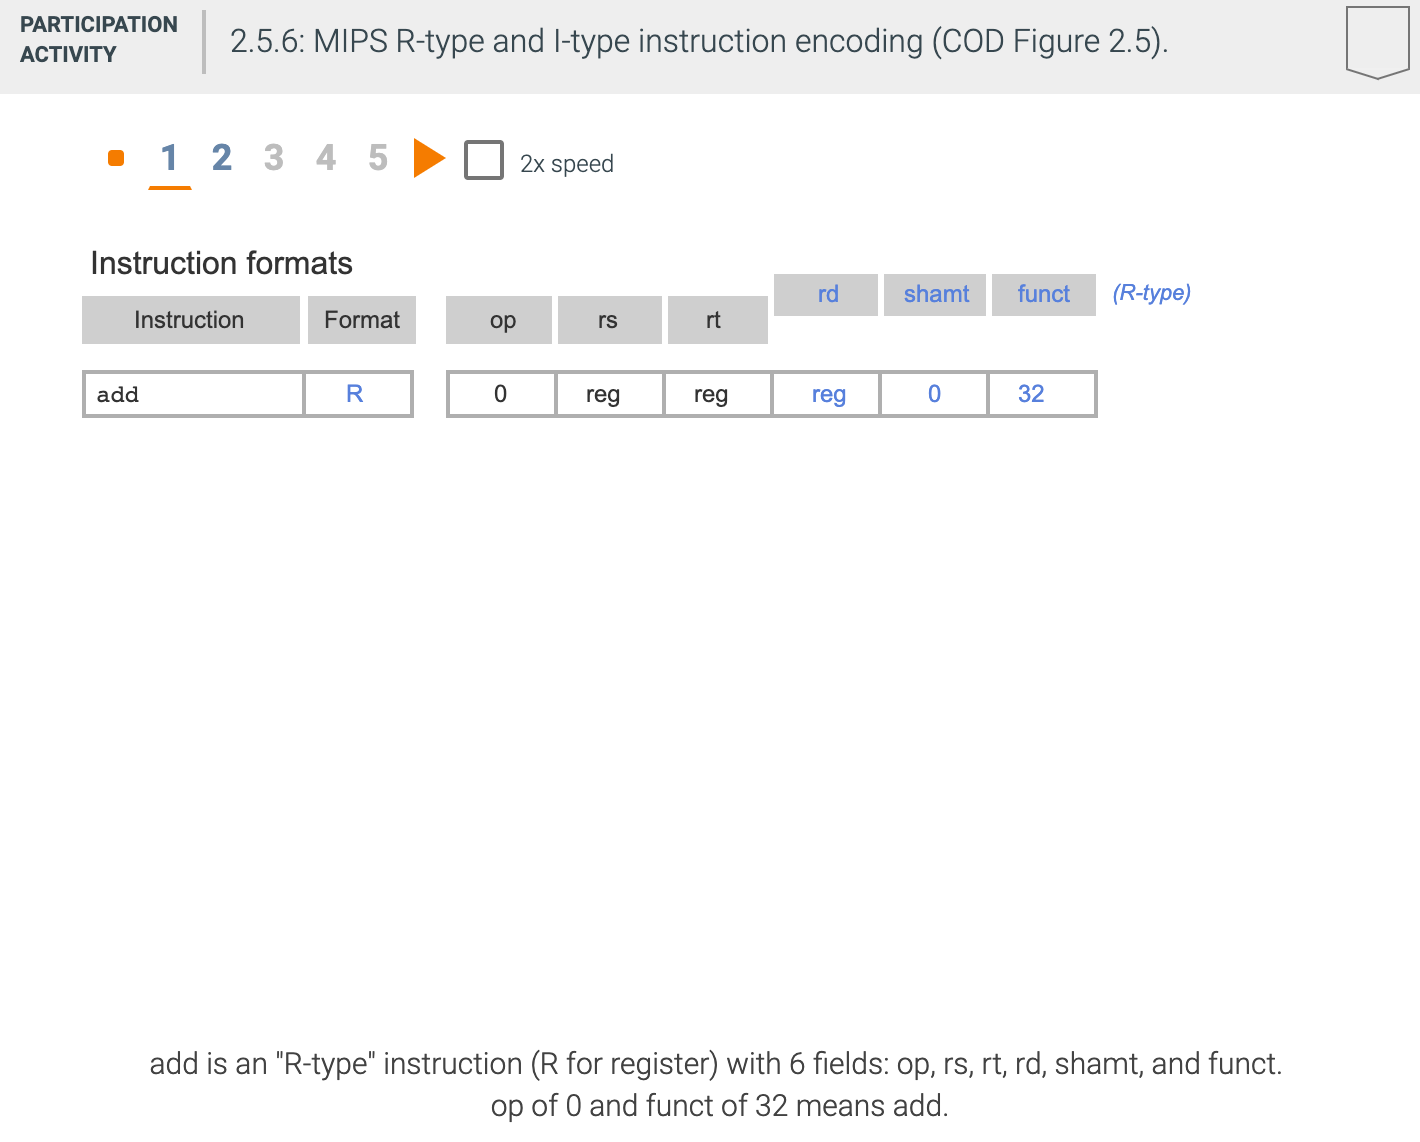 PARTICIPATION
ACTIVITY
2.5.6: MIPS R-type and I-type instruction encoding (COD Figure 2.5).
1 2 3 4 5 2x speed
Instruction formats
rd shamt funct (R-type)
Instruction Format op rs rt
add R 0 reg reg reg 0 32
add is an "R-type" instruction (R for register) with 6 fields: op, rs, rt, rd, shamt, and funct.
op of 0 and funct of 32 means add.